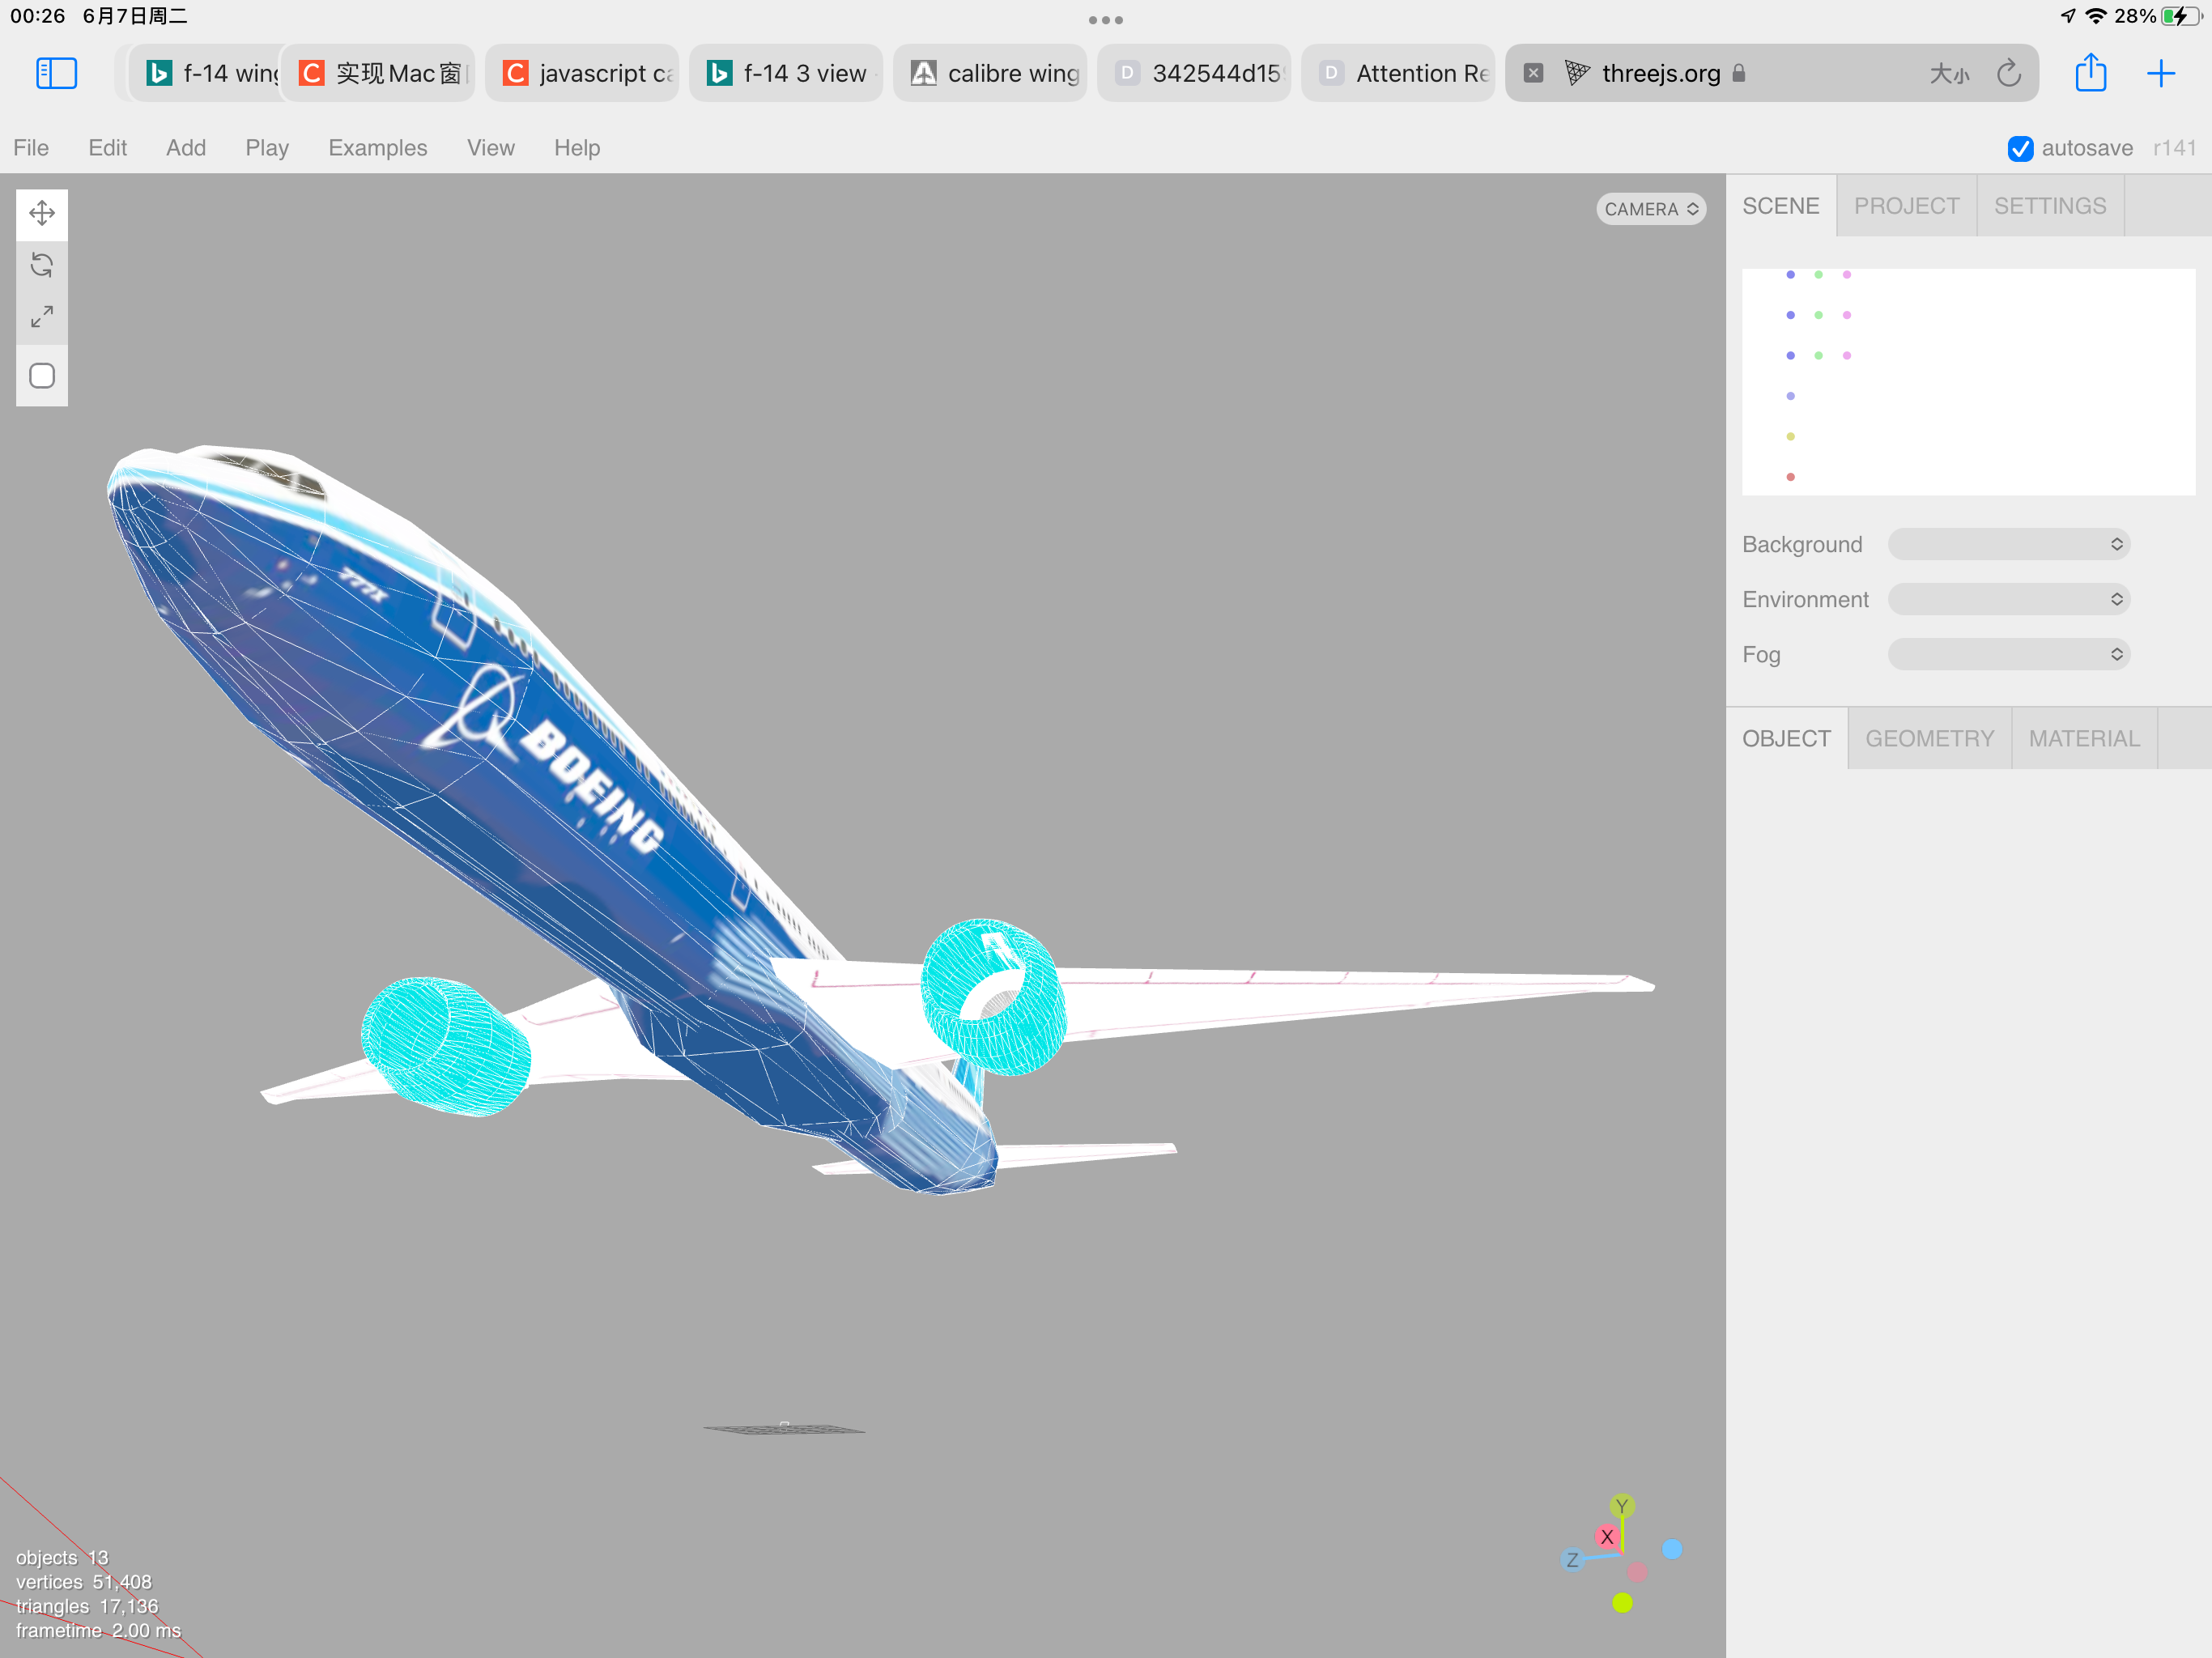 00:26 6月7日周二
28%
f-14 wing
实现Mac窗
javascript ca
f-14 3 view
calibre wing
342544d15
Attention Re
threejs.org
大小
File Edit Add Play Examples View Help
autosave r141
CAMERA
SCENE PROJECT SETTINGS
Background
Environment
Fog
OBJECT GEOMETRY MATERIAL
777X
BOEING
Y
X
Z
objects 13
vertices 51,408
triangles 17,136
frametime 2.00 ms